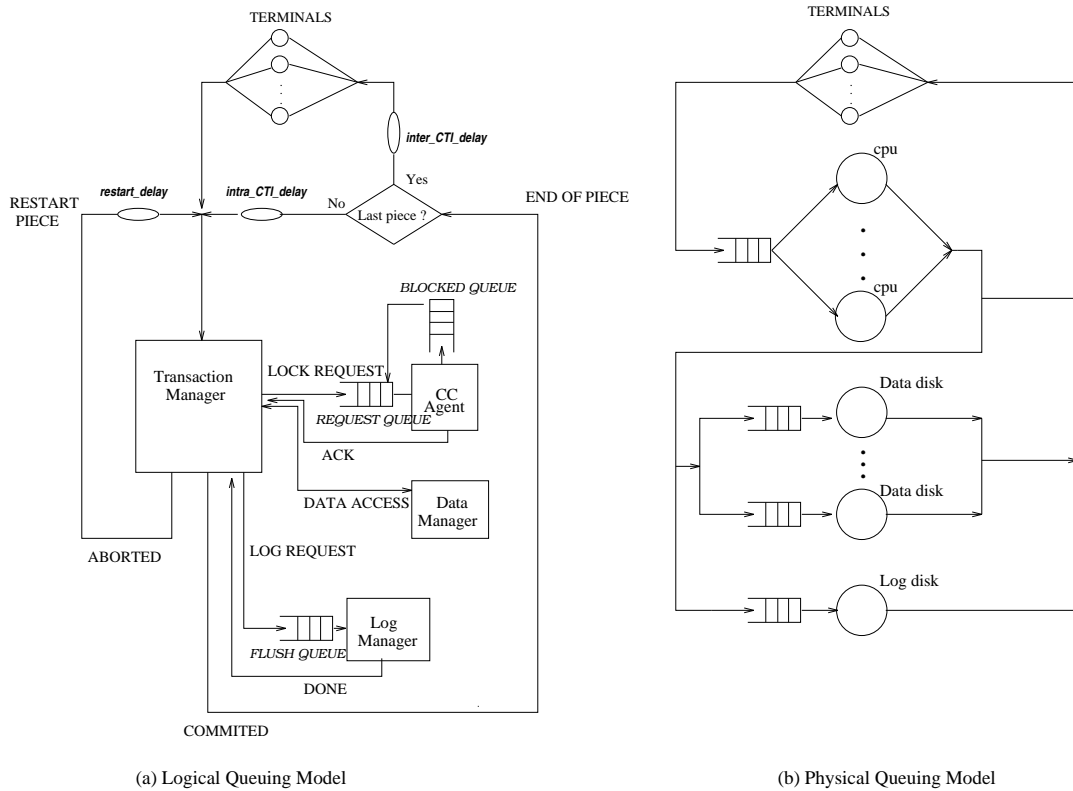 TERMINALS
inter_CTI_delay
Yes
restart_delay
intra_CTI_delay
No
Last piece ?
END OF PIECE
RESTART
PIECE
BLOCKED QUEUE
Transaction
Manager
LOCK REQUEST
CC
Agent
REQUEST QUEUE
ACK
DATA ACCESS
Data
Manager
ABORTED
LOG REQUEST
Log
Manager
FLUSH QUEUE
DONE
COMMITED
(a) Logical Queuing Model
TERMINALS
cpu
cpu
Data disk
Data disk
Log disk
(b) Physical Queuing Model